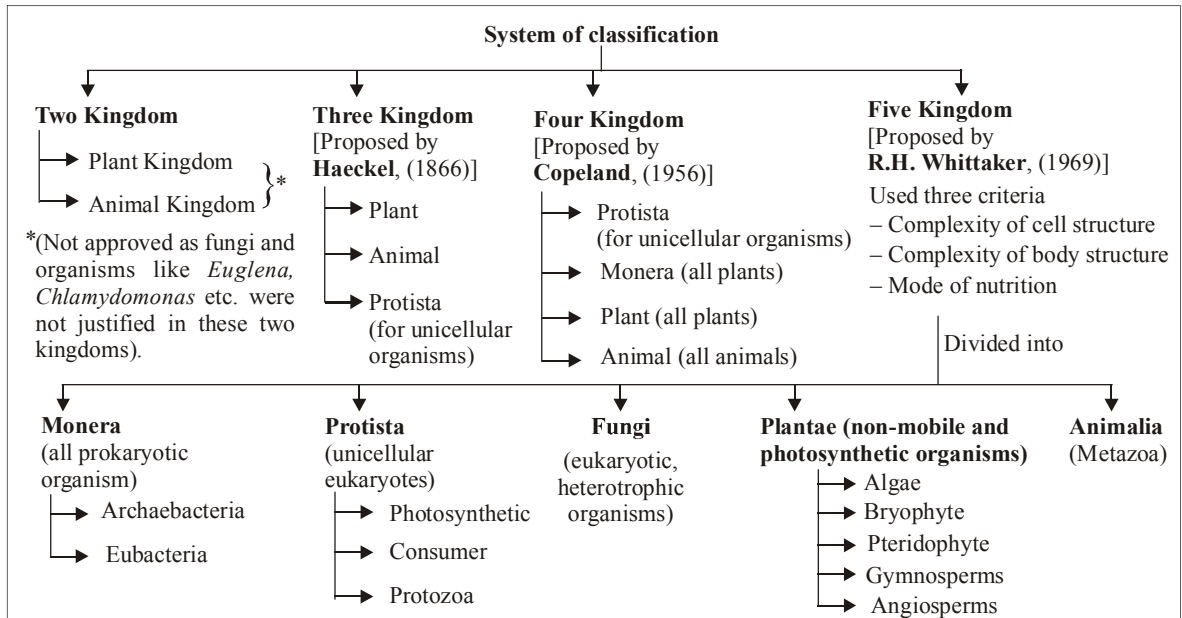 System of classification
Two Kingdom
Plant Kingdom
Animal Kingdom
*
*(Not approved as fungi and
organisms like Euglena,
Chlamydomonas etc. were
not justified in these two
kingdoms).
Three Kingdom
[Proposed by
Haeckel, (1866)]
Plant
Animal
Protista
(for unicellular
organisms)
Four Kingdom
[Proposed by
Copeland, (1956)]
Protista
(for unicellular organisms)
Monera (all plants)
Plant (all plants)
Animal (all animals)
Five Kingdom
[Proposed by
R.H. Whittaker, (1969)]
Used three criteria
– Complexity of cell structure
– Complexity of body structure
– Mode of nutrition
Divided into
Monera
(all prokaryotic
organism)
Archaebacteria
Eubacteria
Protista
(unicellular
eukaryotes)
Photosynthetic
Consumer
Protozoa
Fungi
(eukaryotic,
heterotrophic
organisms)
Plantae (non-mobile and
photosynthetic organisms)
Algae
Bryophyte
Pteridophyte
Gymnosperms
Angiosperms
Animalia
(Metazoa)